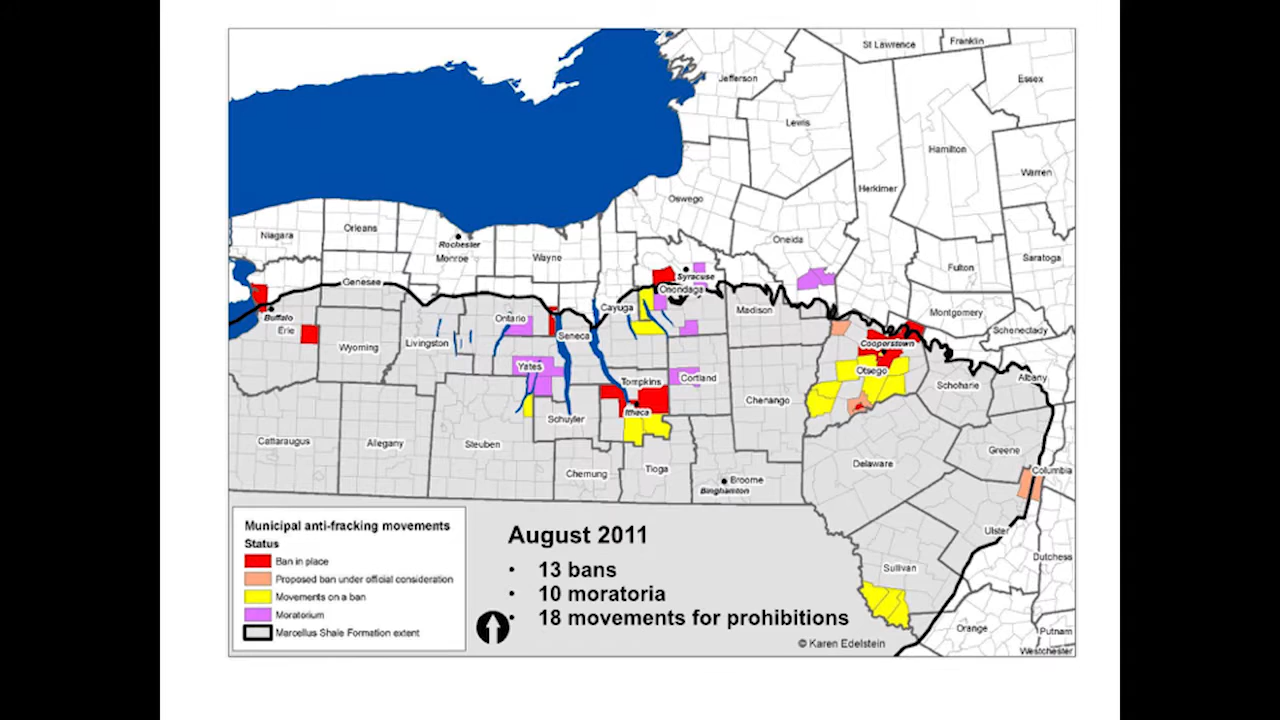 St Lawrence
Franklin
Jefferson
Essex
Lewis
Hamilton
Warren
Herkimer
Oswego
Orleans
Niagara
Rochester
Monroe
Wayne
Oneida
Saratoga
Fulton
Syracuse
Genesee
Onondaga
Cayuga
Madison
Montgomery
Buffalo
Ontario
Erie
Schenectady
Seneca
Livingston
Wyoming
Cooperstown
Yates
Otsego
Tompkins
Cortland
Albany
Schoharie
Chenango
Ithaca
Schuyler
Cattaraugus
Allegany
Steuben
Greene
Delaware
Tioga
Columbia
Chemung
Broome
Binghamton
Ulster
Dutchess
Sullivan
Orange
Putnam
Westchester
Municipal anti-fracking movements
Status
Ban in place
Proposed ban under official consideration
Movements on a ban
Moratorium
Marcellus Shale Formation extent
August 2011
• 13 bans
• 10 moratoria
• 18 movements for prohibitions
© Karen Edelstein